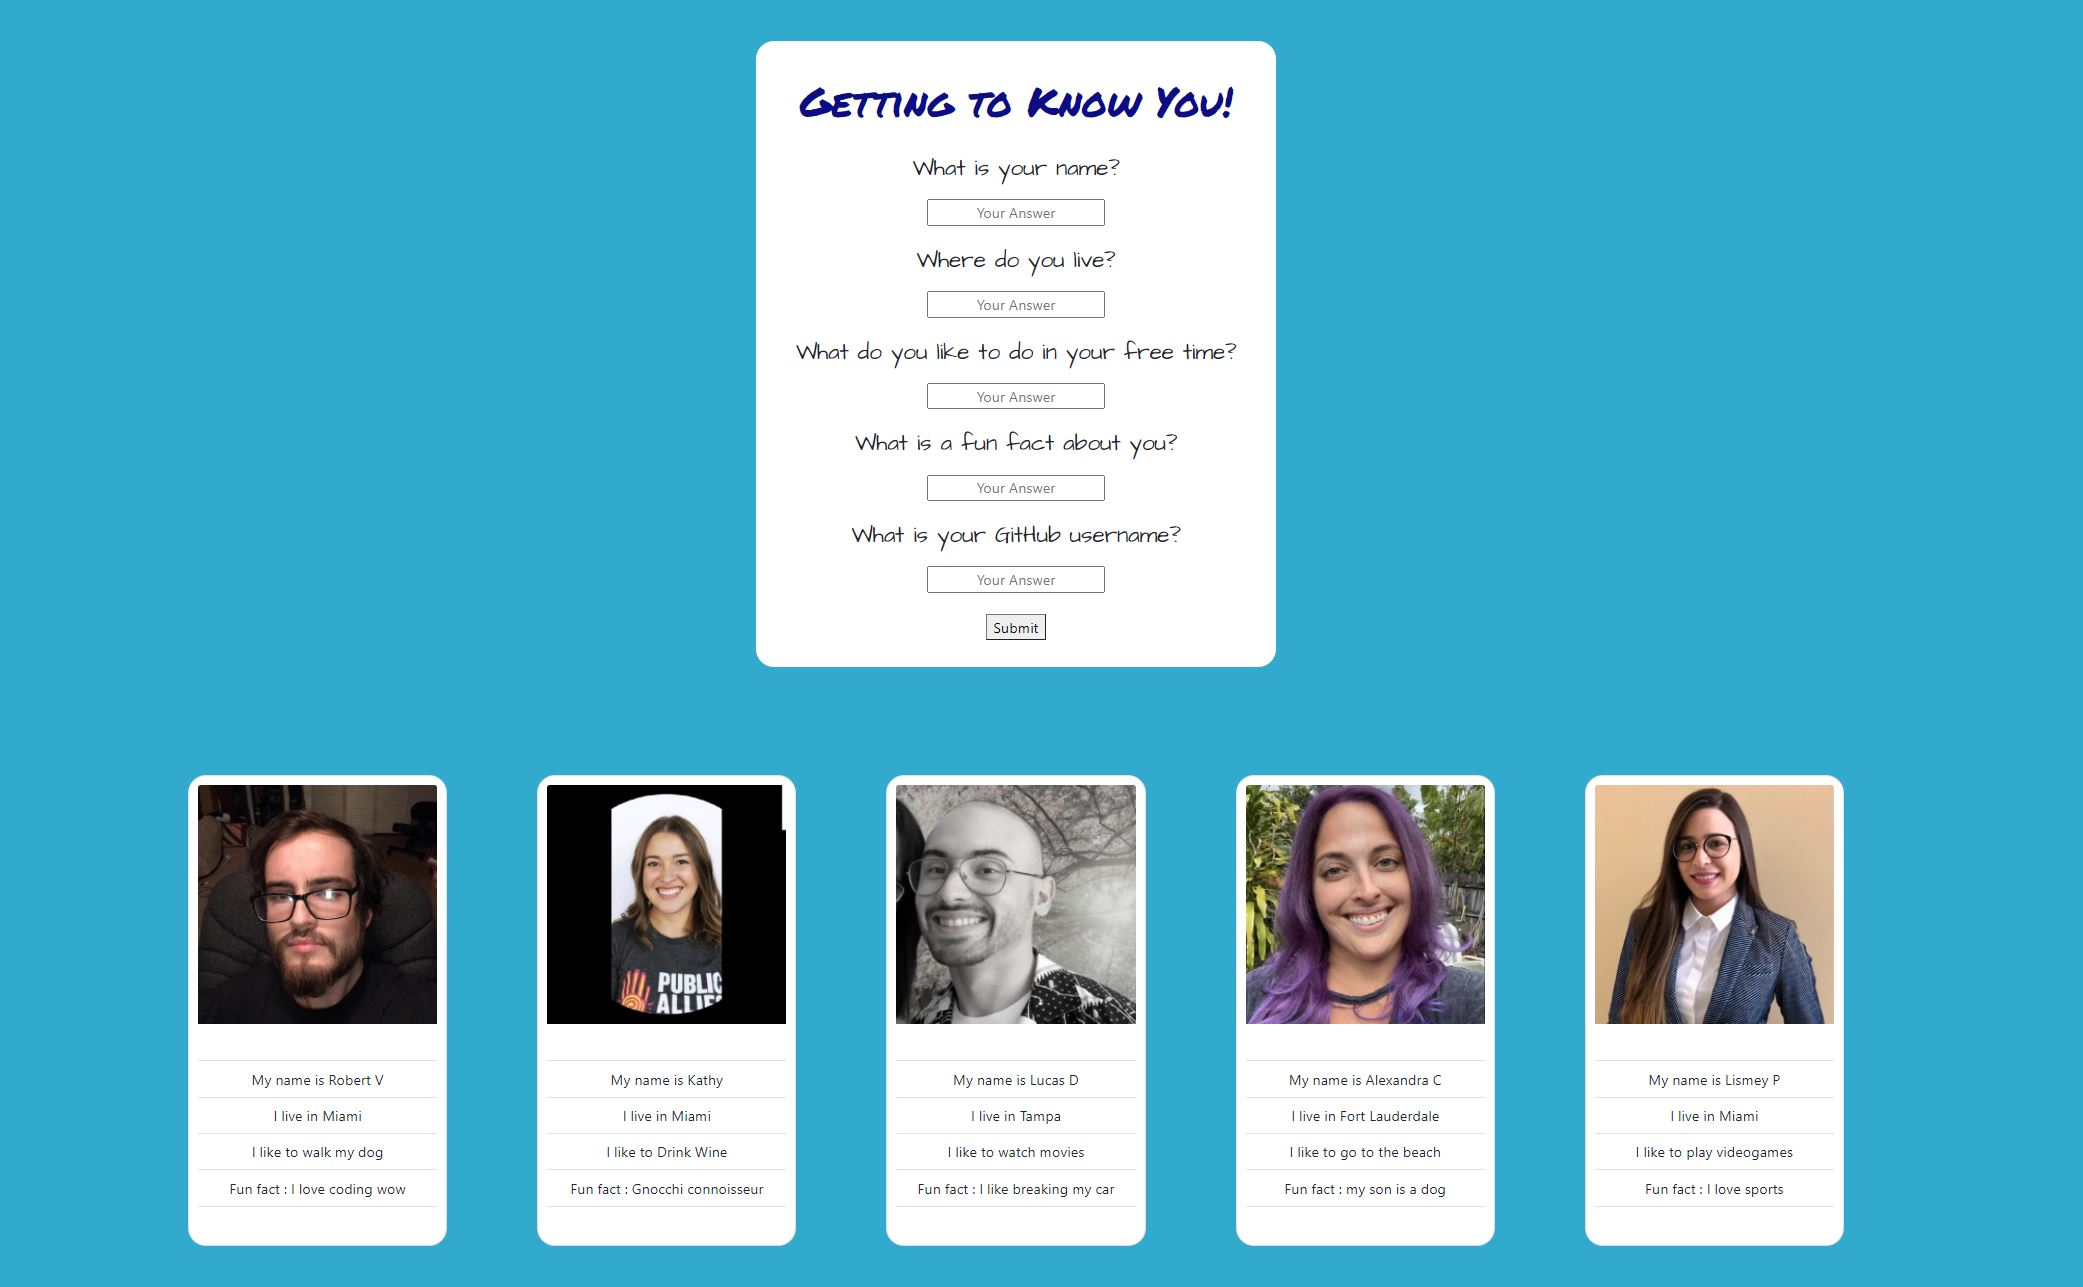 Getting to Know You!
What is your name?
Your Answer
Where do you live?
Your Answer
What do you like to do in your free time?
Your Answer
What is a fun fact about you?
Your Answer
What is your GitHub username?
Your Answer
Submit
PUBLIC
My name is Robert V
I live in Miami
I like to walk my dog
Fun fact : I love coding wow
My name is Kathy
I live in Miami
I like to Drink Wine
Fun fact : Gnocchi connoisseur
My name is Lucas D
I live in Tampa
I like to watch movies
Fun fact : I like breaking my car
My name is Alexandra C
I live in Fort Lauderdale
I like to go to the beach
Fun fact : my son is a dog
My name is Lismey P
I live in Miami
I like to play videogames
Fun fact : I love sports